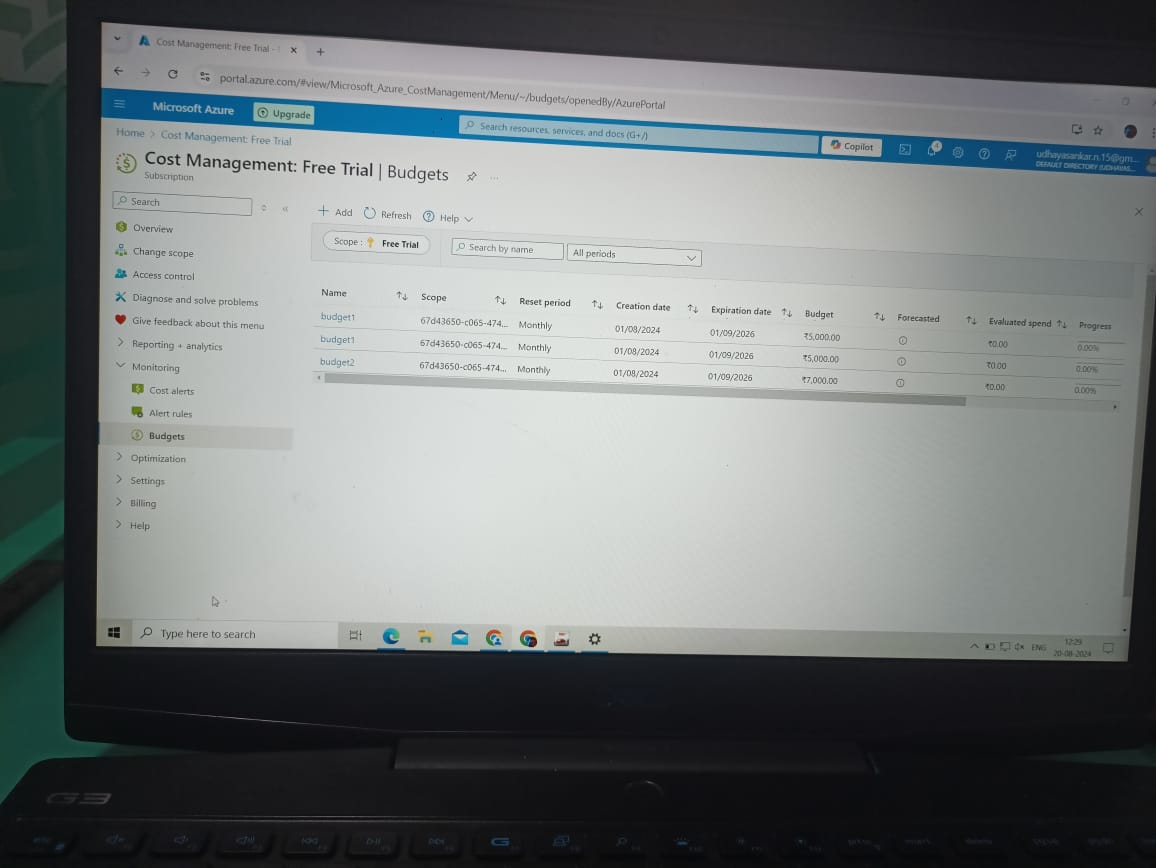 Cost Management: Free Trial -
portal.azure.com/#view/Microsoft_Azure_CostManagement/Menu/~/budgets/openedBy/AzurePortal
Microsoft Azure
Upgrade
Search resources, services, and docs (G+/)
Copilot
4
udhayasankar.n.15@gm...
DEFAULT DIRECTORY (UDHAYAS...
Home > Cost Management: Free Trial
Cost Management: Free Trial | Budgets
Subscription
Search
Overview
Change scope
Access control
Diagnose and solve problems
Give feedback about this menu
Reporting + analytics
Monitoring
Cost alerts
Alert rules
Budgets
Optimization
Settings
Billing
Help
+ Add Refresh Help
Scope : Free Trial
Search by name
All periods
Name Scope Reset period Creation date Expiration date Budget Forecasted Evaluated spend Progress
budget1 67d43650-c065-474... Monthly 01/08/2024 01/09/2026 ₹5,000.00 ₹0.00 0.00%
budget1 67d43650-c065-474... Monthly 01/08/2024 01/09/2026 ₹5,000.00 ₹0.00 0.00%
budget2 67d43650-c065-474... Monthly 01/08/2024 01/09/2026 ₹7,000.00 ₹0.00 0.00%
Type here to search
ENG
12:29
20-08-2024
G3